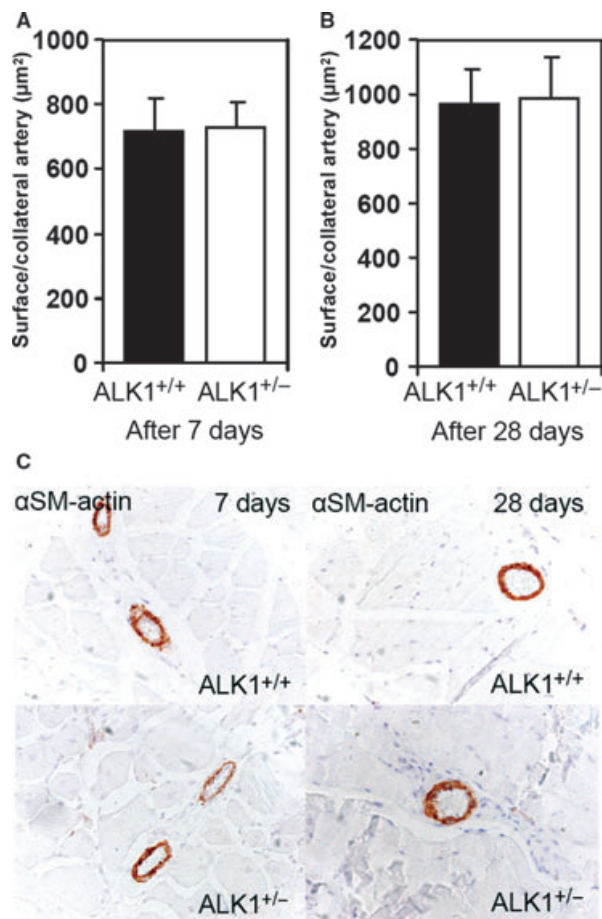 A
Surface/collateral artery (µm²)
1000
800
600
400
200
0
ALK1+/+ ALK1+/−
After 7 days
B
Surface/collateral artery (µm²)
1200
1000
800
600
400
200
0
ALK1+/+ ALK1+/−
After 28 days
C
αSM-actin 7 days
ALK1+/+
αSM-actin 28 days
ALK1+/+
ALK1+/−
ALK1+/−